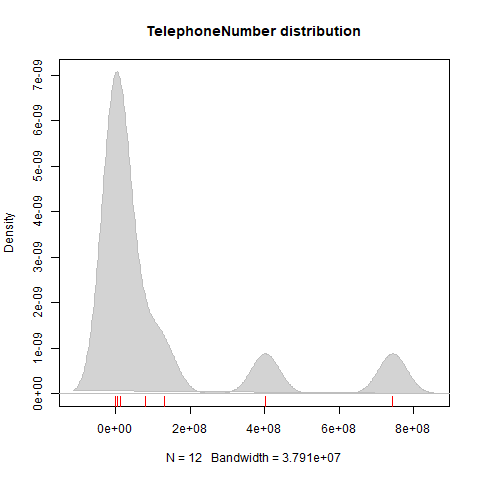 TelephoneNumber distribution
Density
7e-09
6e-09
5e-09
4e-09
3e-09
2e-09
1e-09
0e+00
0e+00 2e+08 4e+08 6e+08 8e+08
N = 12 Bandwidth = 3.791e+07